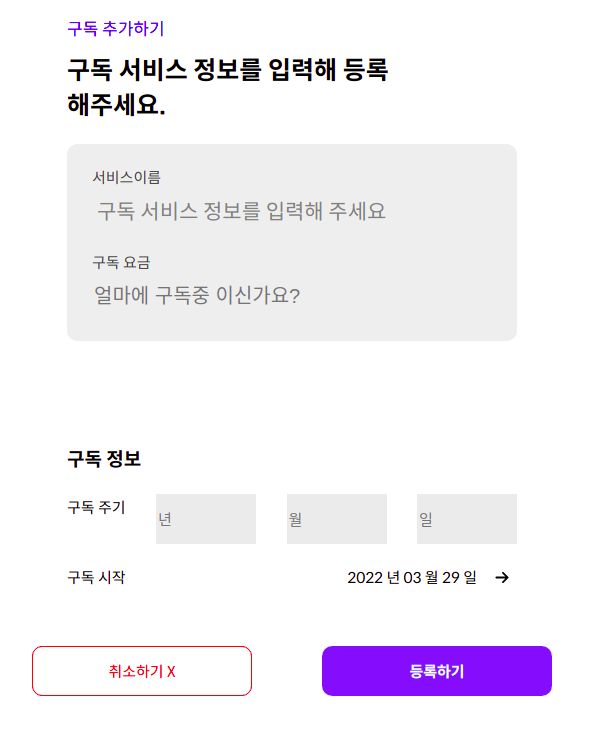 구독 추가하기
구독 서비스 정보를 입력해 등록
해주세요.
서비스이름
구독 서비스 정보를 입력해 주세요
구독 요금
얼마에 구독중 이신가요?
구독 정보
구독 주기 년 월 일
구독 시작 2022 년 03 월 29 일 →
취소하기 X 등록하기